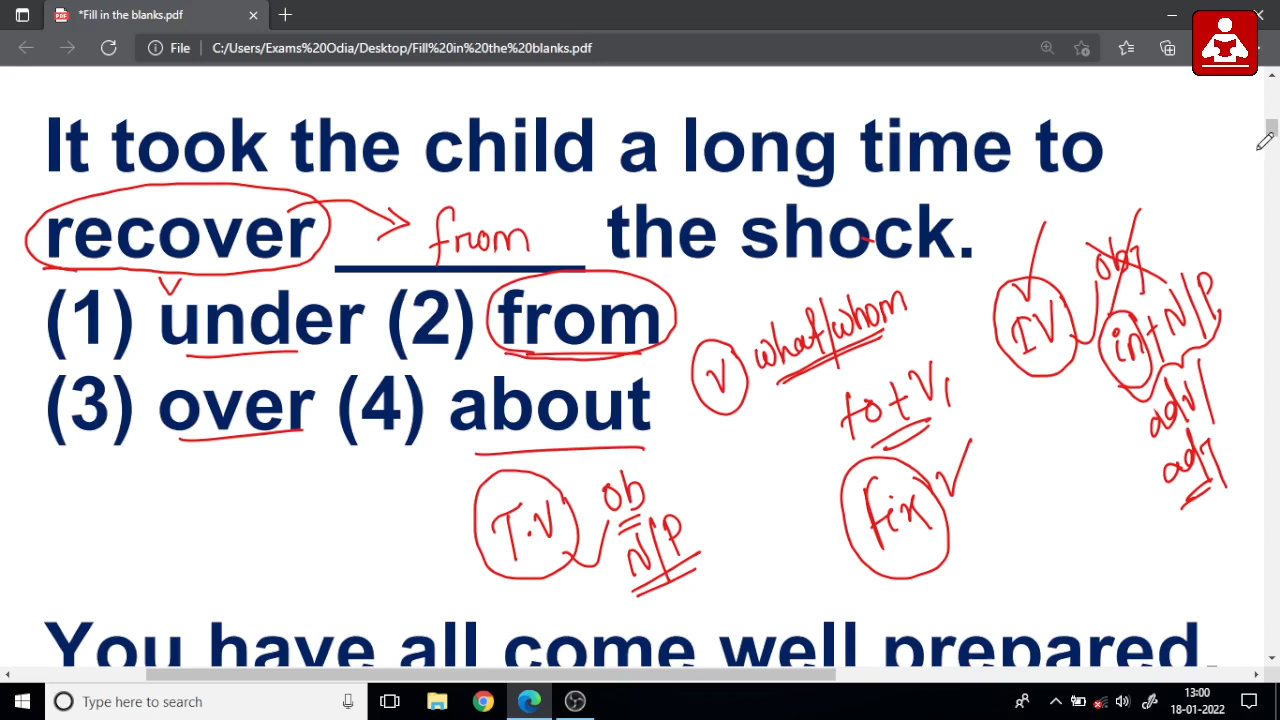 *Fill in the blanks.pdf
File C:/Users/Exams%20Odia/Desktop/Fill%20in%20the%20blanks.pdf
It took the child a long time to
recover from the shock.
(1) under (2) from
(3) over (4) about
V what/whom
to + V1
fix
T.V ob
N/P
IV obj
in + N/P
adv/
adj
You have all come well prepared.
Type here to search
13:00
18-01-2022